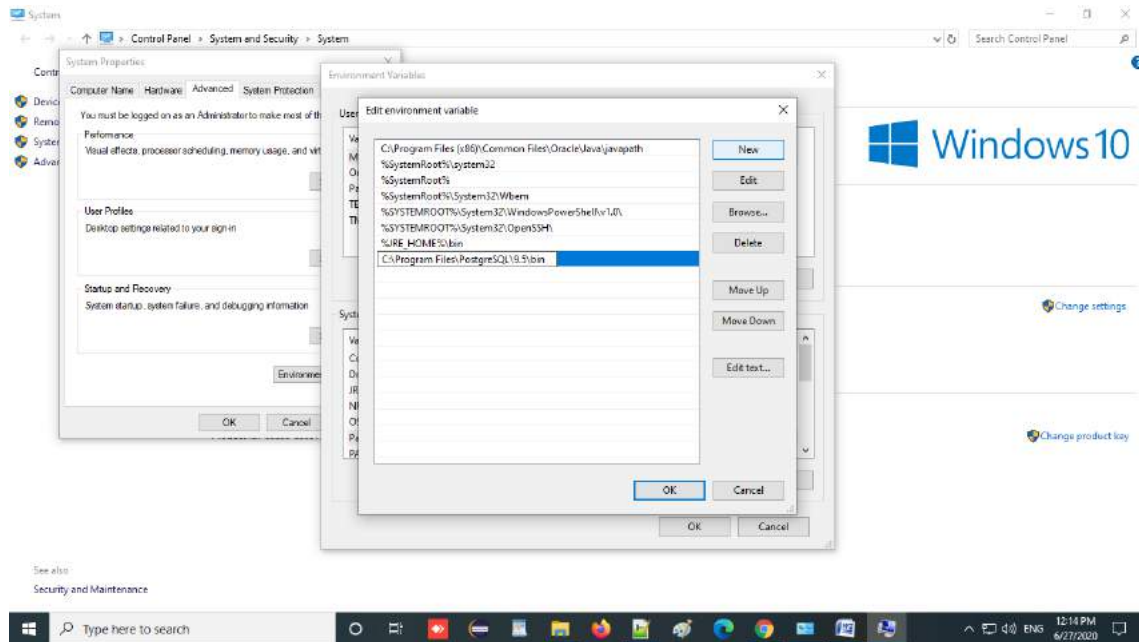 System
Control Panel > System and Security > System
Search Control Panel
System Properties
Computer Name Hardware Advanced System Protection
You must be logged on as an Administrator to make most of th
Performance
Visual effects, processor scheduling, memory usage, and virt
User Profiles
Desktop settings related to your sign-in
Startup and Recovery
System startup, system failure, and debugging information
Environme
OK Cancel
Environment Variables
User
Syst
Edit environment variable
C:\Program Files (x86)\Common Files\Oracle\Java\javapath
%SystemRoot%\system32
%SystemRoot%
%SystemRoot%\System32\Wbem
%SYSTEMROOT%\System32\WindowsPowerShell\v1.0\
%SYSTEMROOT%\System32\OpenSSH\
%JRE_HOME%\bin
C:\Program Files\PostgreSQL\9.5\bin
New
Edit
Browse...
Delete
Move Up
Move Down
Edit text...
OK Cancel
OK Cancel
Windows 10
Change settings
Change product key
See also
Security and Maintenance
Type here to search
ENG
12:14 PM
6/27/2020